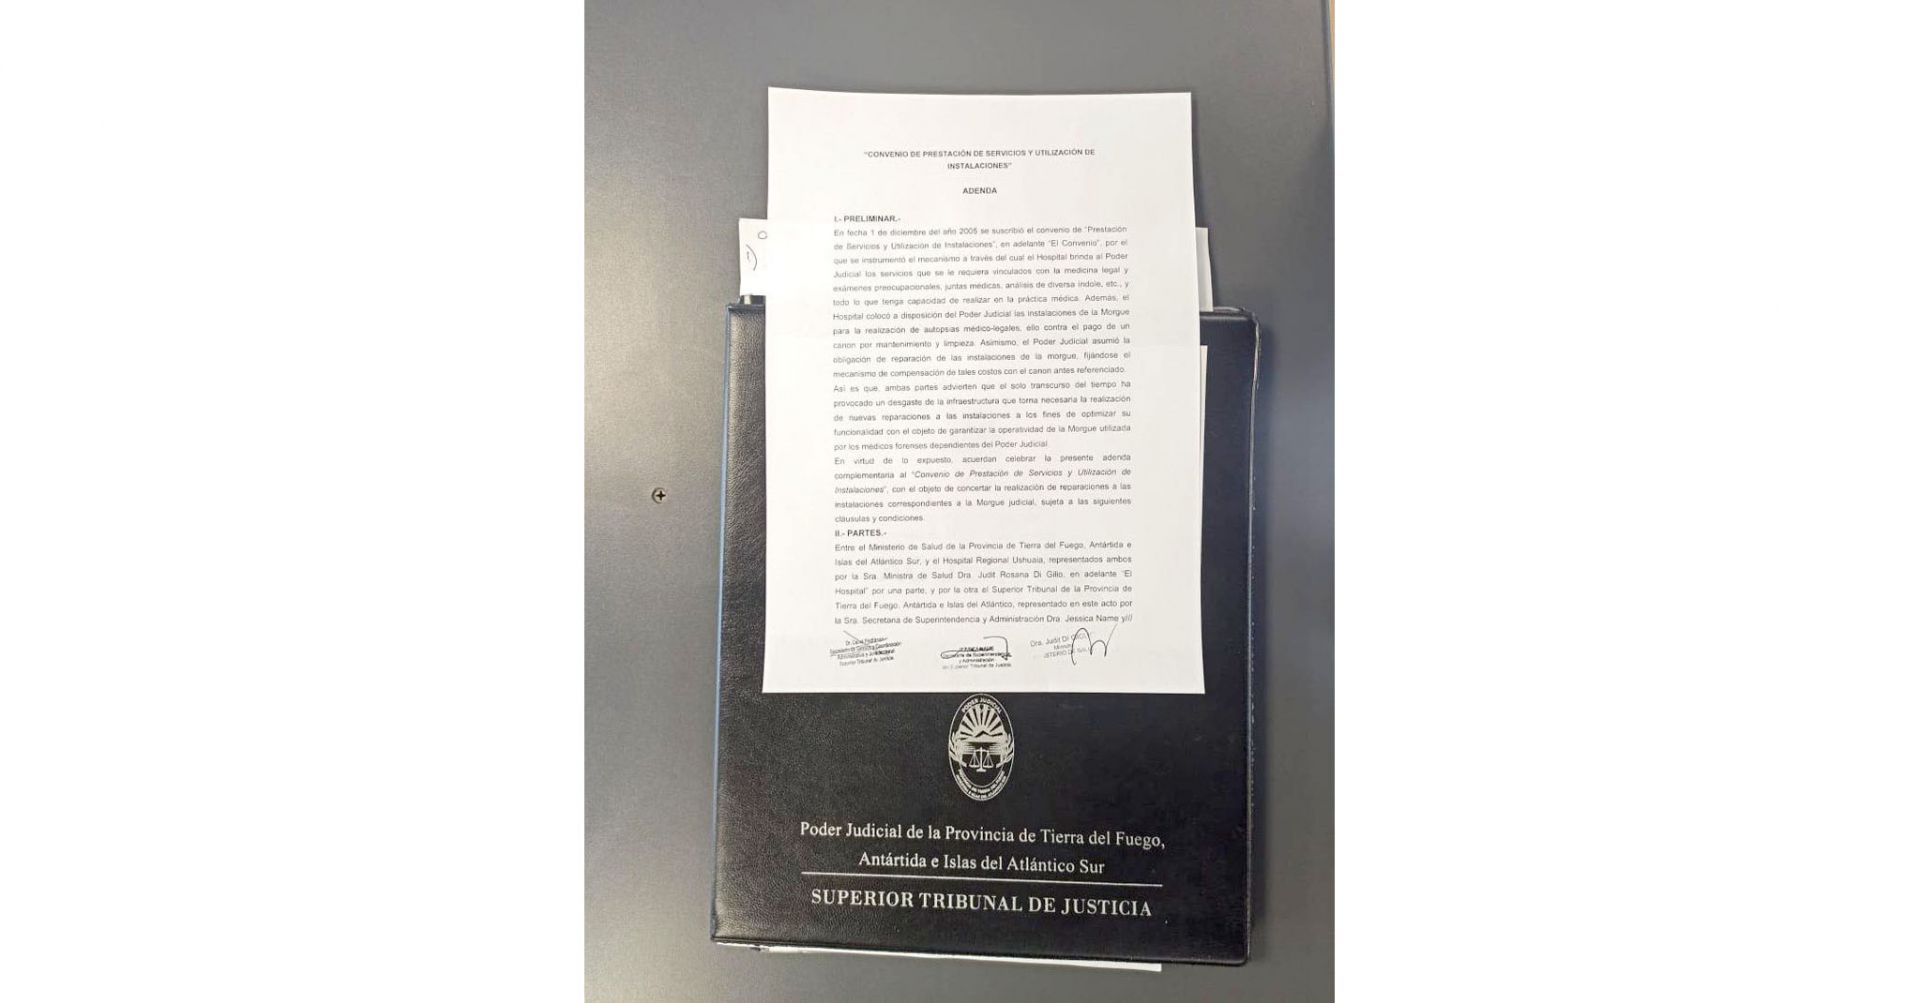 "CONVENIO DE PRESTACIÓN DE SERVICIOS Y UTILIZACIÓN DE
INSTALACIONES"
ADENDA
I.- PRELIMINAR.-
En fecha 1 de diciembre del año 2005 se suscribió el convenio de "Prestación
de Servicios y Utilización de Instalaciones", en adelante "El Convenio", por el
que se instrumentó el mecanismo a través del cual el Hospital brinda al Poder
Judicial los servicios que se le requiera vinculados con la medicina legal y
exámenes preocupacionales, juntas médicas, análisis de diversa índole, etc., y
todo lo que tenga capacidad de realizar en la práctica médica. Además, el
Hospital colocó a disposición del Poder Judicial las instalaciones de la Morgue
para la realización de autopsias médico-legales, ello contra el pago de un
canon por mantenimiento y limpieza. Asimismo, el Poder Judicial asumió la
obligación de reparación de las instalaciones de la morgue, fijándose el
mecanismo de compensación de tales costos con el canon antes referenciado.
Así es que, ambas partes advierten que el solo transcurso del tiempo ha
provocado un desgaste de la infraestructura que torna necesaria la realización
de nuevas reparaciones a las instalaciones a los fines de optimizar su
funcionalidad con el objeto de garantizar la operatividad de la Morgue utilizada
por los médicos forenses dependientes del Poder Judicial.
En virtud de lo expuesto, acuerdan celebrar la presente adenda
complementaria al "Convenio de Prestación de Servicios y Utilización de
Instalaciones", con el objeto de concertar la realización de reparaciones a las
instalaciones correspondientes a la Morgue judicial, sujeta a las siguientes
cláusulas y condiciones.
II.- PARTES.-
Entre el Ministerio de Salud de la Provincia de Tierra del Fuego, Antártida e
Islas del Atlántico Sur, y el Hospital Regional Ushuaia, representados ambos
por la Sra. Ministra de Salud Dra. Judit Rosana Di Giglio, en adelante "El
Hospital" por una parte, y por la otra el Superior Tribunal de la Provincia de
Tierra del Fuego, Antártida e Islas del Atlántico, representado en este acto por
la Sra. Secretaria de Superintendencia y Administración Dra. Jessica Name y///
Secretaria de Superintendencia
y Administración
Superior Tribunal de Justicia
Superior Tribunal de Justicia
Dra. Judit DI
PODER JUDICIAL
Poder Judicial de la Provincia de Tierra del Fuego,
Antártida e Islas del Atlántico Sur
SUPERIOR TRIBUNAL DE JUSTICIA